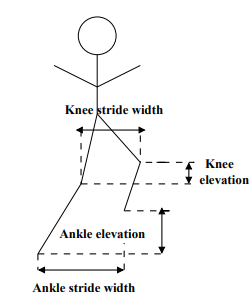 Knee stride width
Knee
elevation
Ankle elevation
Ankle stride width